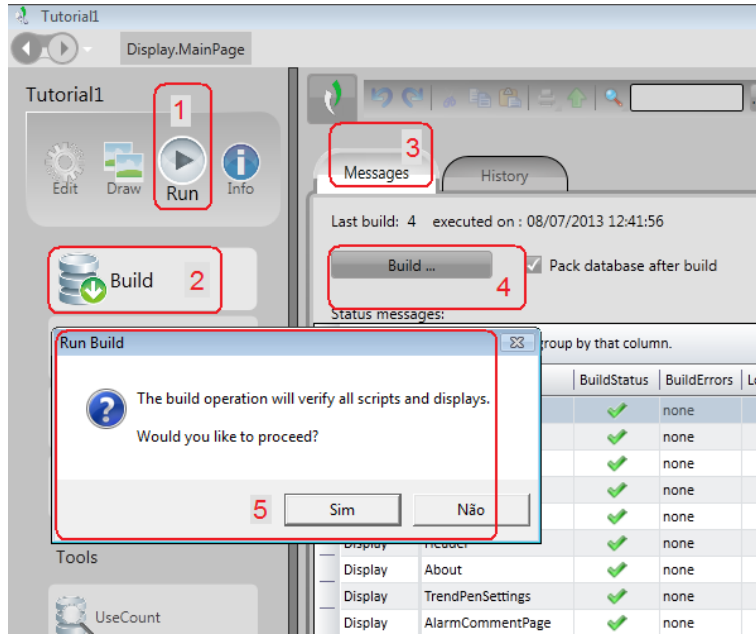 Tutorial1
Display.MainPage
Tutorial1
1
Edit
Draw
Run
Info
Build
2
Tools
UseCount
3
Messages
History
Last build: 4 executed on : 08/07/2013 12:41:56
Build ...
4
Pack database after build
Status messages:
group by that column.
BuildStatus
BuildErrors
none
none
none
none
none
Display
Header
none
Display
About
none
Display
TrendPenSettings
none
Display
AlarmCommentPage
none
Run Build
The build operation will verify all scripts and displays.
Would you like to proceed?
5
Sim
Não